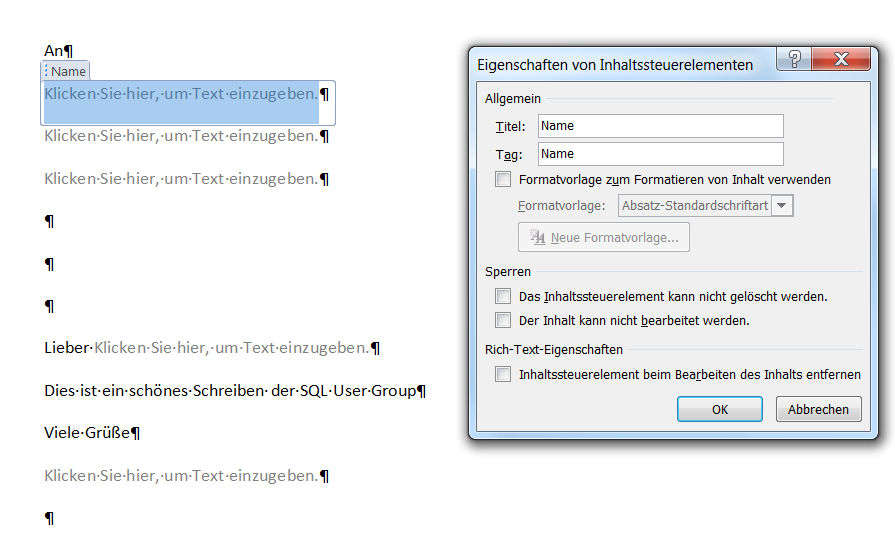 An¶
Name
Klicken·Sie·hier,·um·Text·einzugeben.¶
Klicken·Sie·hier,·um·Text·einzugeben.¶
Klicken·Sie·hier,·um·Text·einzugeben.¶
¶
¶
¶
Lieber·Klicken·Sie·hier,·um·Text·einzugeben.¶
Dies·ist·ein·schönes·Schreiben·der·SQL·User·Group¶
Viele·Grüße¶
Klicken·Sie·hier,·um·Text·einzugeben.¶
¶
Eigenschaften von Inhaltssteuerelementen
?
X
Allgemein
Titel: Name
Tag: Name
Formatvorlage zum Formatieren von Inhalt verwenden
Formatvorlage: Absatz-Standardschriftart
Neue Formatvorlage...
Sperren
Das Inhaltssteuerelement kann nicht gelöscht werden.
Der Inhalt kann nicht bearbeitet werden.
Rich-Text-Eigenschaften
Inhaltssteuerelement beim Bearbeiten des Inhalts entfernen
OK Abbrechen